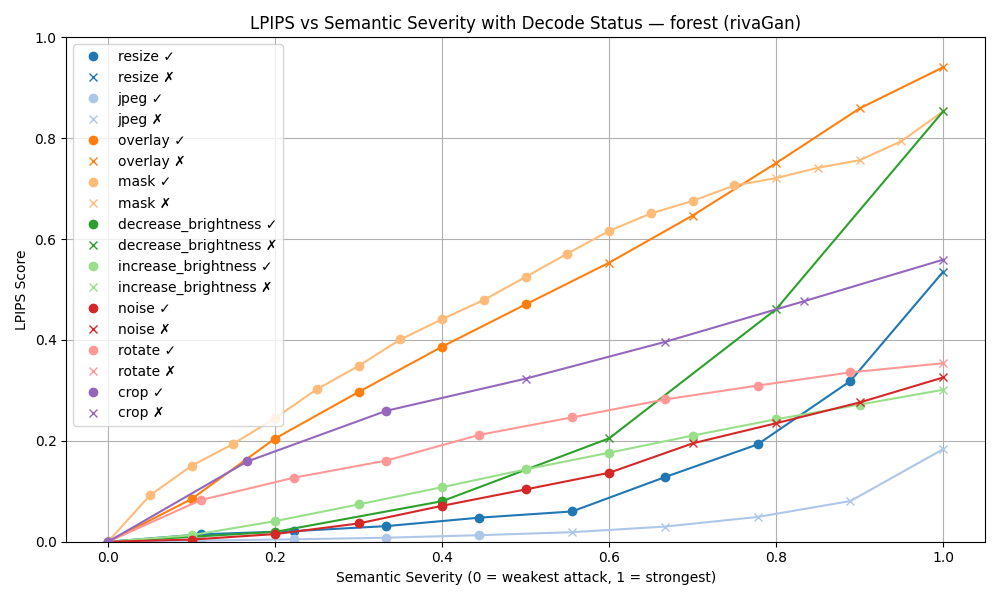 LPIPS vs Semantic Severity with Decode Status — forest (rivaGan)
LPIPS Score
1.0
0.8
0.6
0.4
0.2
0.0
resize ✓
resize ✗
jpeg ✓
jpeg ✗
overlay ✓
overlay ✗
mask ✓
mask ✗
decrease_brightness ✓
decrease_brightness ✗
increase_brightness ✓
increase_brightness ✗
noise ✓
noise ✗
rotate ✓
rotate ✗
crop ✓
crop ✗
0.0 0.2 0.4 0.6 0.8 1.0
Semantic Severity (0 = weakest attack, 1 = strongest)